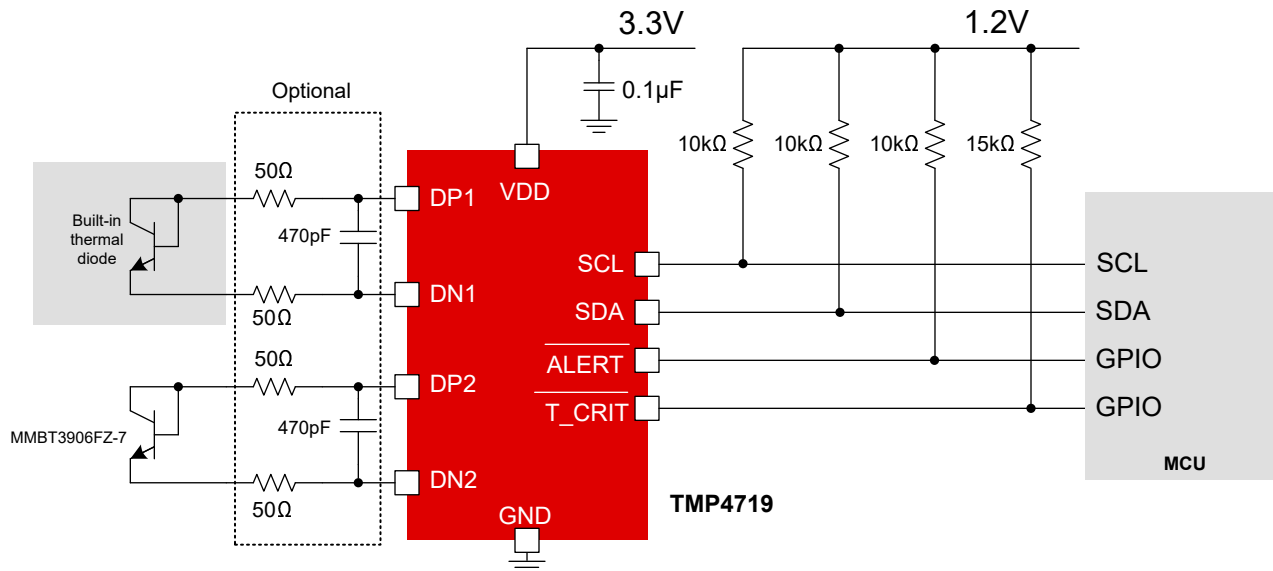 3.3V
1.2V
0.1µF
Optional
10kΩ
10kΩ
10kΩ
15kΩ
50Ω
Built-in
thermal
diode
470pF
50Ω
DP1
VDD
DN1
SCL
SDA
ALERT
T_CRIT
SCL
SDA
GPIO
GPIO
MCU
50Ω
MMBT3906FZ-7
470pF
50Ω
DP2
DN2
GND
TMP4719